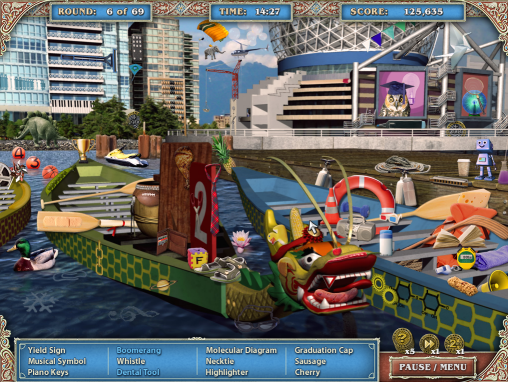 ROUND: 6 of 69
TIME: 14:27
SCORE: 125,635
2
F
Yield Sign
Boomerang
Molecular Diagram
Graduation Cap
Musical Symbol
Whistle
Necktie
Sausage
Piano Keys
Dental Tool
Highlighter
Cherry
x5
x1
x1
PAUSE / MENU